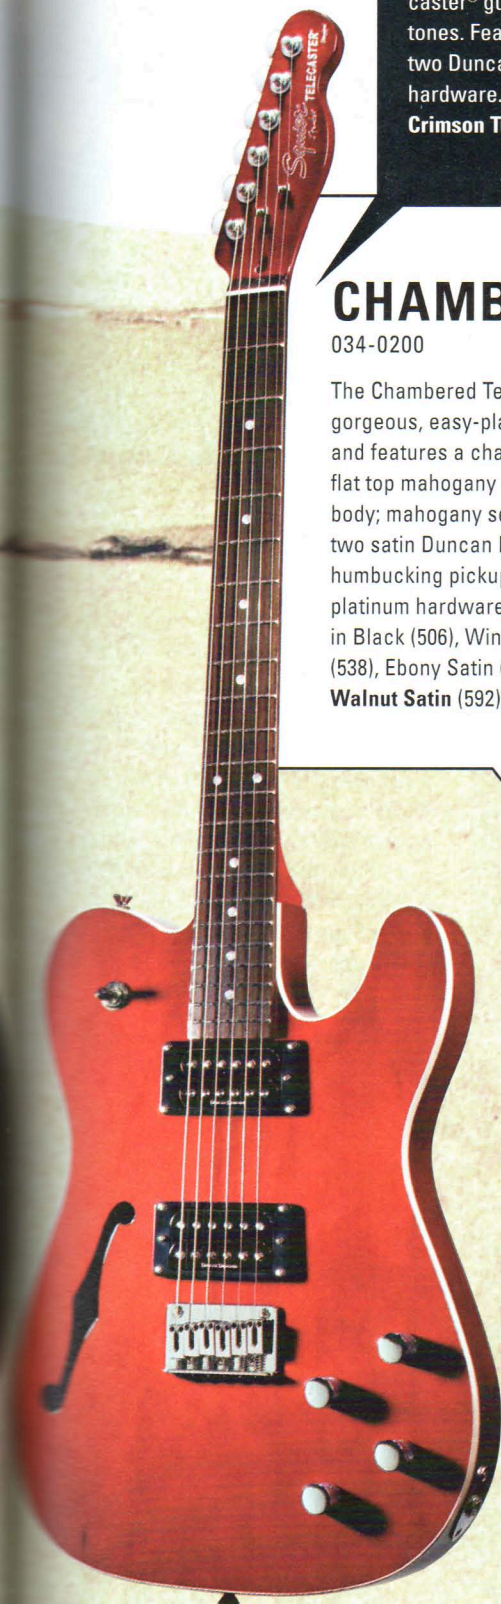 caster® gu
tones. Fea
two Dunca
hardware.
Crimson T
Squier
TELECASTER
CHAMB
034-0200
The Chambered Te
gorgeous, easy-pla
and features a cha
flat top mahogany
body; mahogany se
two satin Duncan
humbucking pickup
platinum hardware
in Black (506), Win
(538), Ebony Satin (
Walnut Satin (592)